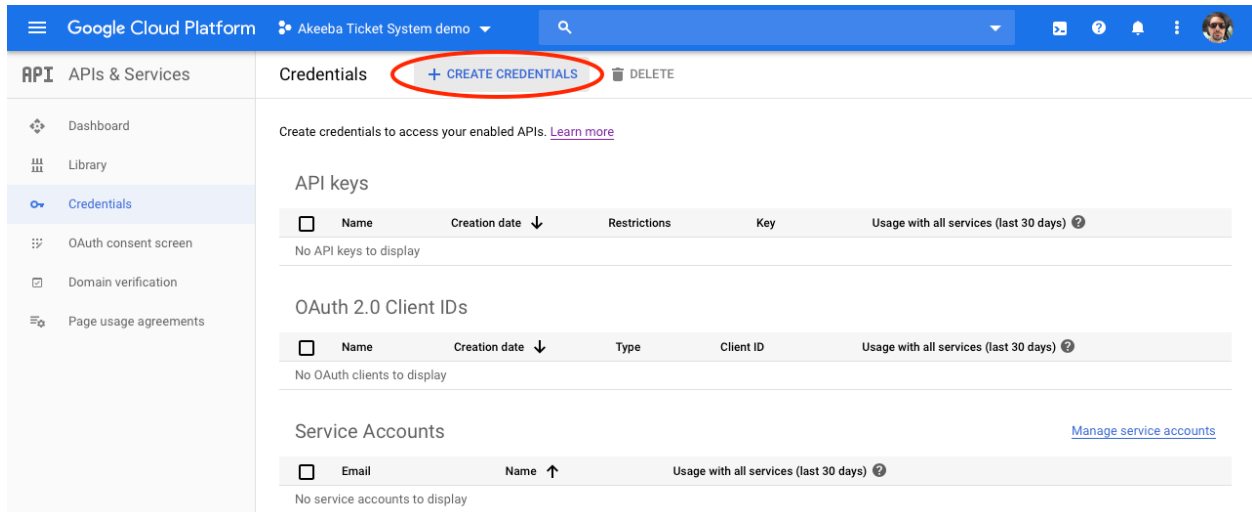 Google Cloud Platform Akeeba Ticket System demo
API APIs & Services Credentials + CREATE CREDENTIALS DELETE
Dashboard
Library
Credentials
OAuth consent screen
Domain verification
Page usage agreements
Create credentials to access your enabled APIs. Learn more
API keys
Name Creation date Restrictions Key Usage with all services (last 30 days) ?
No API keys to display
OAuth 2.0 Client IDs
Name Creation date Type Client ID Usage with all services (last 30 days) ?
No OAuth clients to display
Service Accounts Manage service accounts
Email Name Usage with all services (last 30 days) ?
No service accounts to display